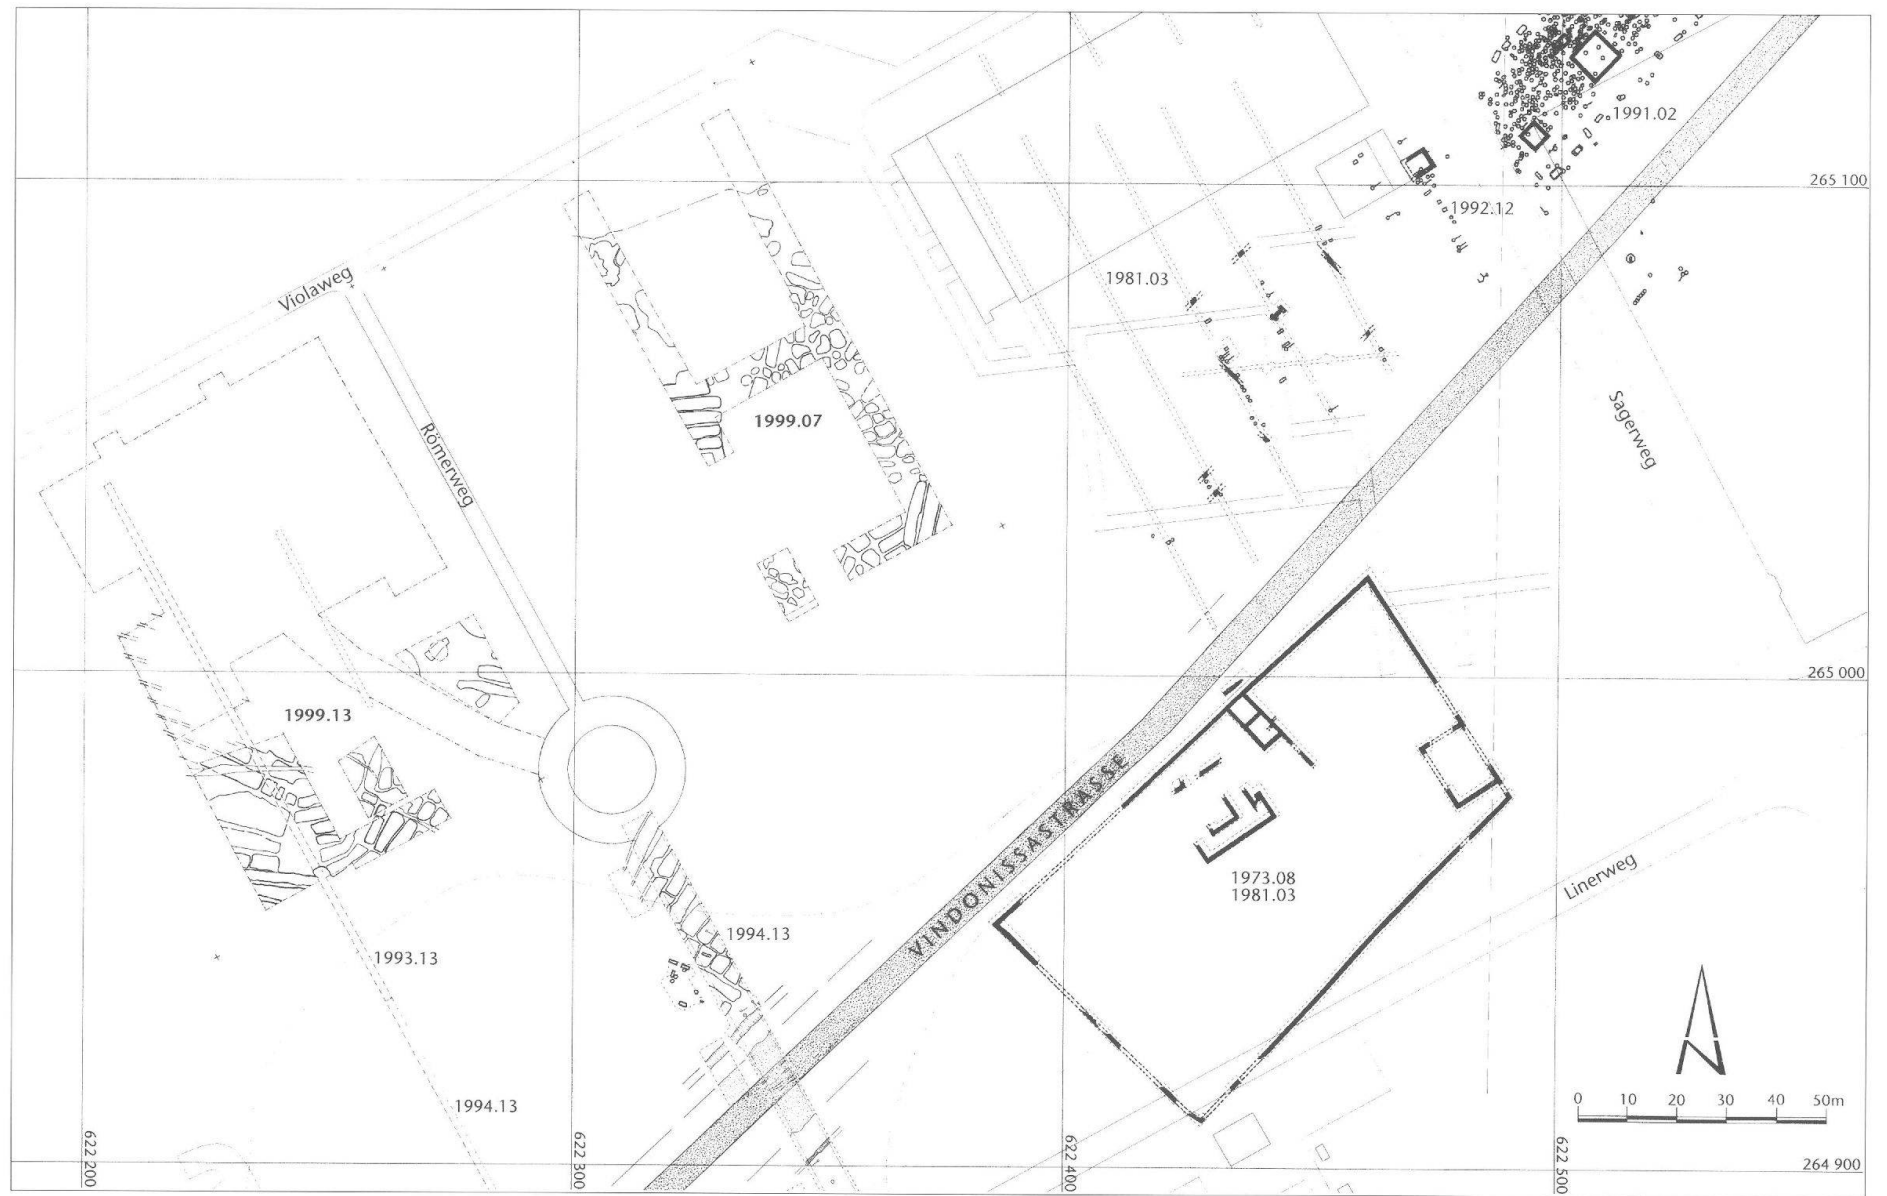 1991.02
265 100
1992.12
1981.03
Violaweg
Römerweg
1999.07
Sagerweg
265 000
1999.13
VINDONISSASTRASSE
1973.08
1981.03
Linerweg
1994.13
1993.13
1994.13
0 10 20 30 40 50m
622 200
622 300
622 400
622 500
264 900